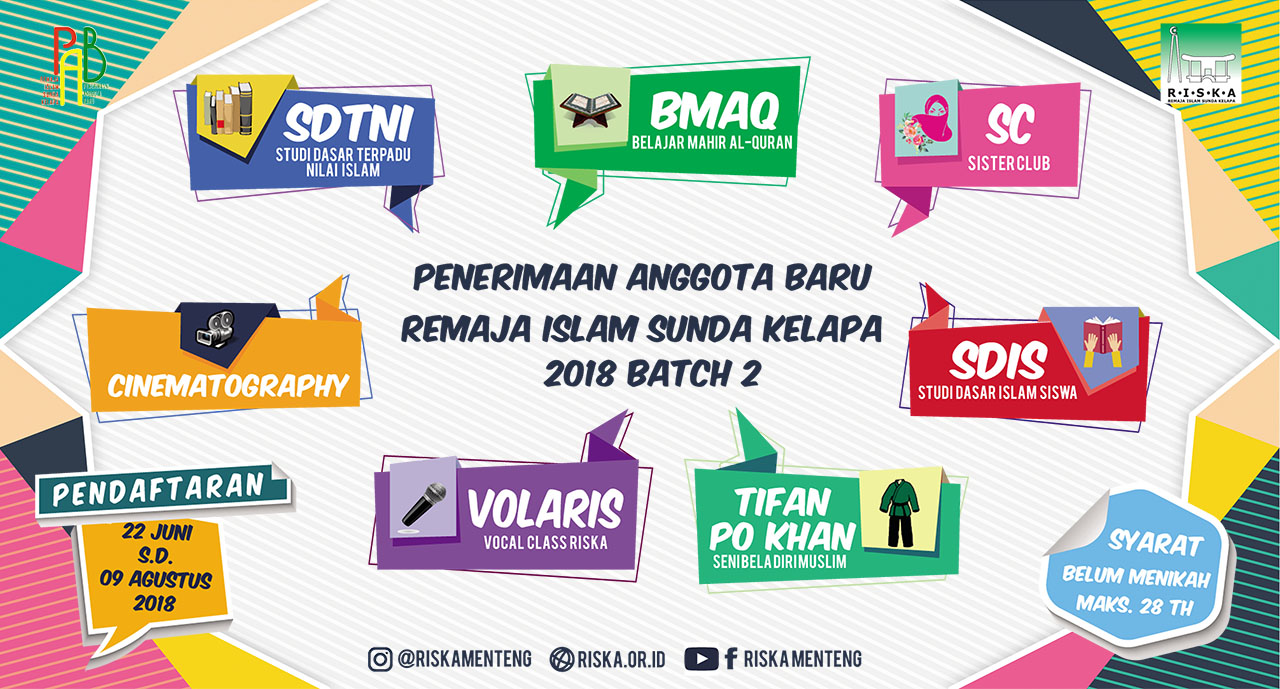 PAB
R·I·S·K·A
REMAJA ISLAM SUNDA KELAPA
SDTNI
STUDI DASAR TERPADU
NILAI ISLAM
BMAQ
BELAJAR MAHIR AL-QURAN
SC
SISTER CLUB
PENERIMAAN ANGGOTA BARU
REMAJA ISLAM SUNDA KELAPA
2018 BATCH 2
CINEMATOGRAPHY
SDIS
STUDI DASAR ISLAM SISWA
VOLARIS
VOCAL CLASS RISKA
TIFAN
PO KHAN
SENI BELA DIRI MUSLIM
PENDAFTARAN
22 JUNI
S.D.
09 AGUSTUS
2018
SYARAT
BELUM MENIKAH
MAKS. 28 TH
@RISKAMENTENG
RISKA.OR.ID
RISKA MENTENG